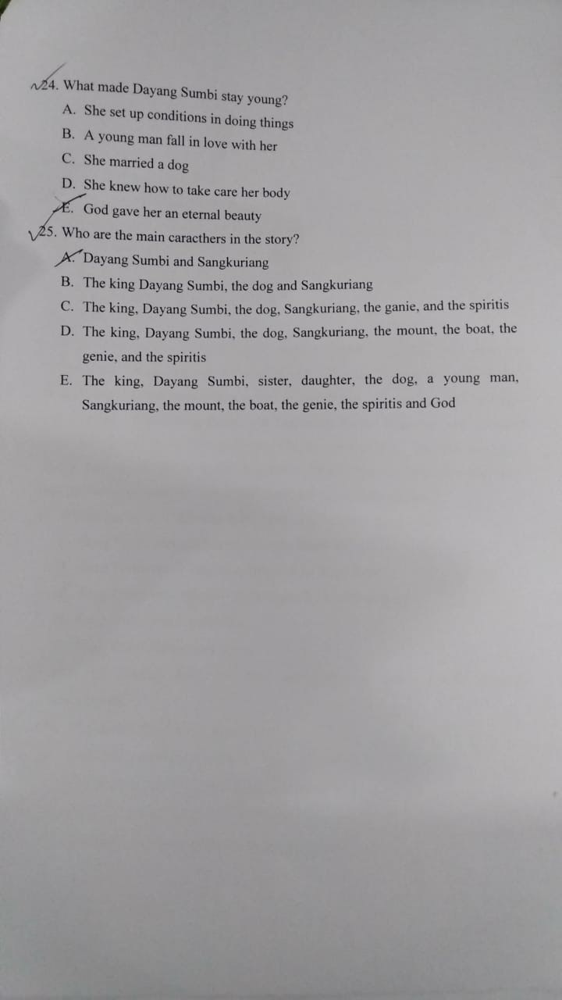 24. What made Dayang Sumbi stay young?
A. She set up conditions in doing things
B. A young man fall in love with her
C. She married a dog
D. She knew how to take care her body
E. God gave her an eternal beauty
25. Who are the main caracthers in the story?
A. Dayang Sumbi and Sangkuriang
B. The king Dayang Sumbi, the dog and Sangkuriang
C. The king, Dayang Sumbi, the dog, Sangkuriang, the ganie, and the spiritis
D. The king, Dayang Sumbi, the dog, Sangkuriang, the mount, the boat, the
genie, and the spiritis
E. The king, Dayang Sumbi, sister, daughter, the dog, a young man,
Sangkuriang, the mount, the boat, the genie, the spiritis and God